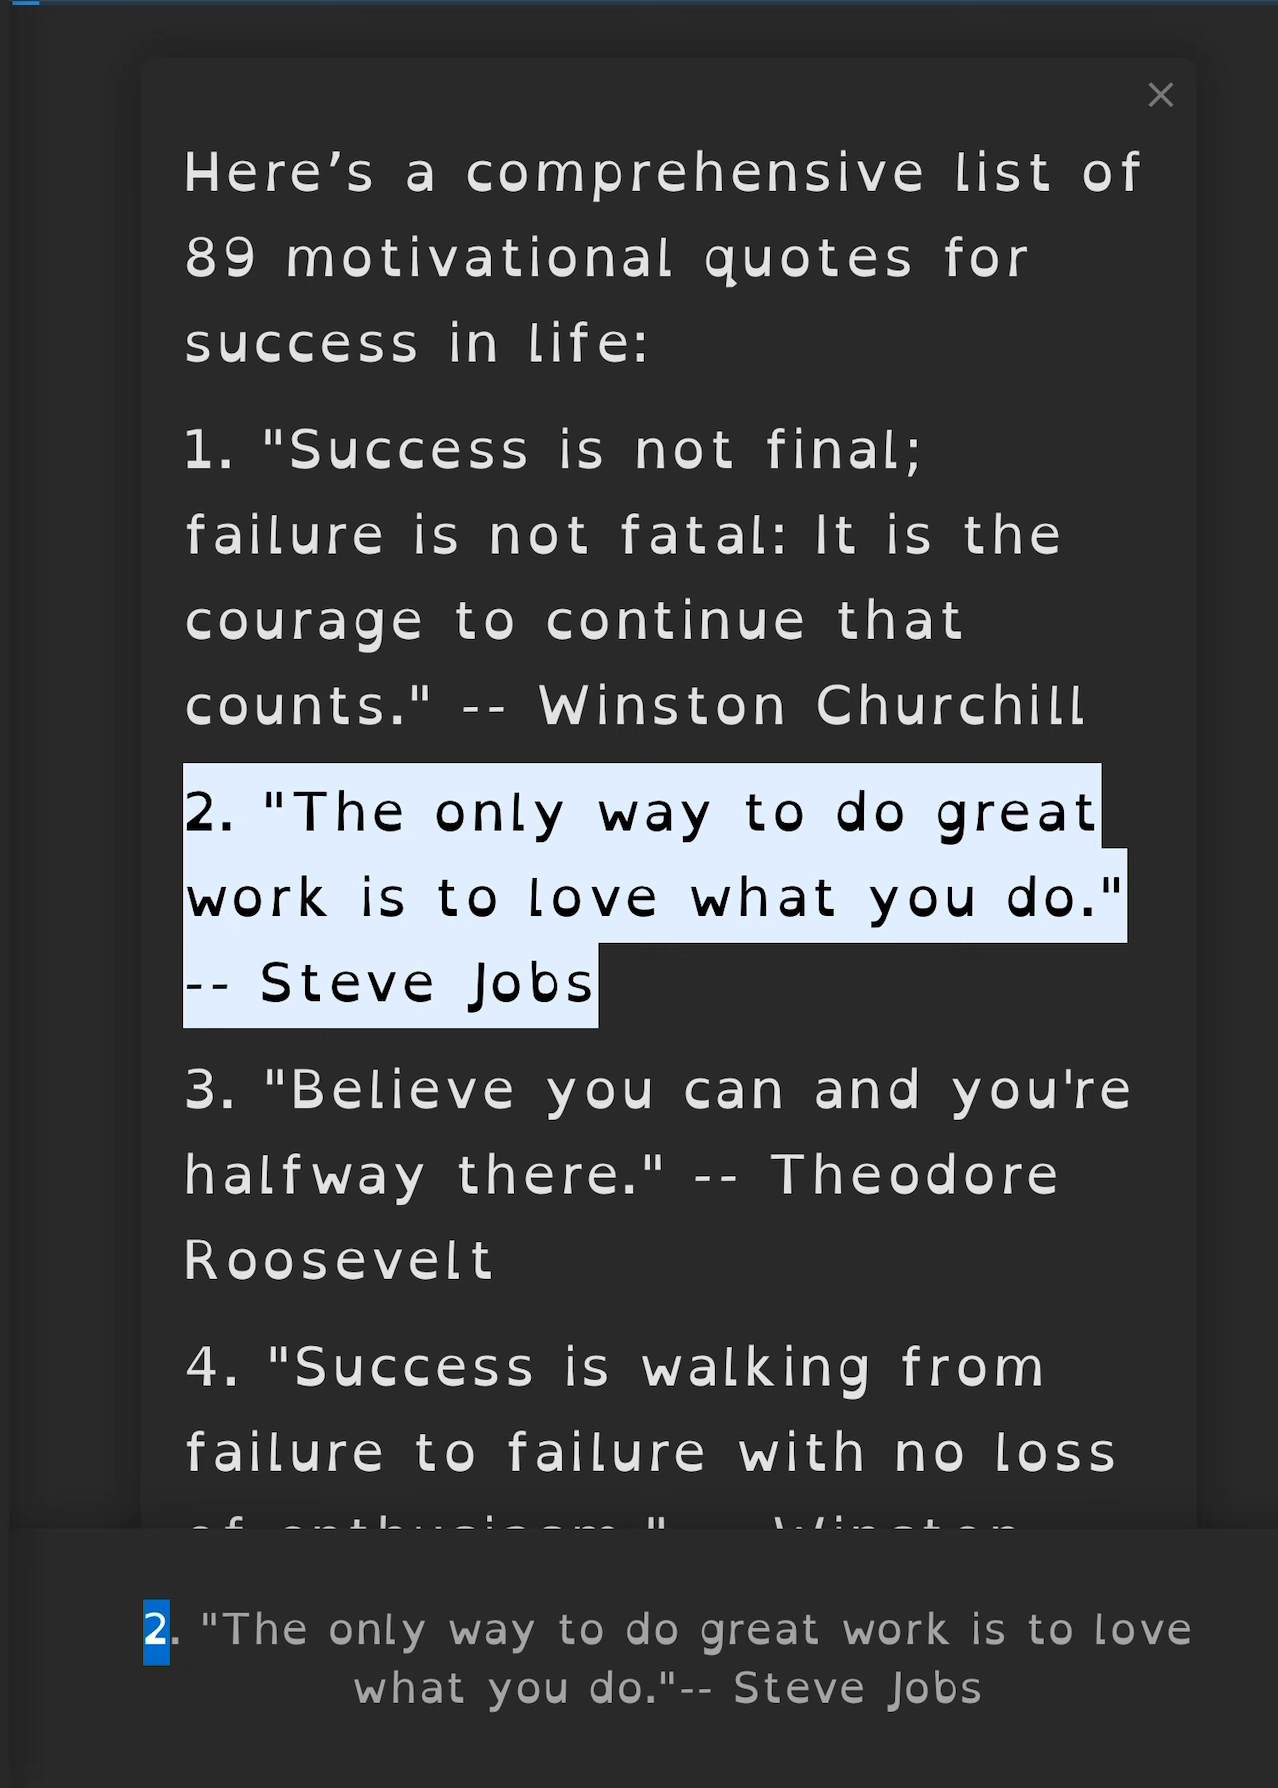 Here’s a comprehensive list of
89 motivational quotes for
success in life:
1. "Success is not final;
failure is not fatal: It is the
courage to continue that
counts." -- Winston Churchill
2. "The only way to do great
work is to love what you do."
-- Steve Jobs
3. "Believe you can and you're
halfway there." -- Theodore
Roosevelt
4. "Success is walking from
failure to failure with no loss
of enthusiasm." -- Winston
2. "The only way to do great work is to love
what you do."-- Steve Jobs